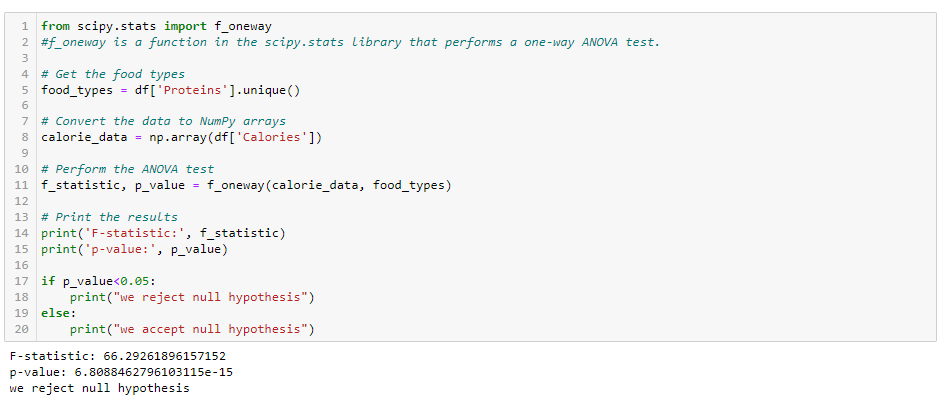 1 from scipy.stats import f_oneway
2 #f_oneway is a function in the scipy.stats library that performs a one-way ANOVA test.
3
4 # Get the food types
5 food_types = df['Proteins'].unique()
6
7 # Convert the data to NumPy arrays
8 calorie_data = np.array(df['Calories'])
9
10 # Perform the ANOVA test
11 f_statistic, p_value = f_oneway(calorie_data, food_types)
12
13 # Print the results
14 print('F-statistic:', f_statistic)
15 print('p-value:', p_value)
16
17 if p_value<0.05:
18     print("we reject null hypothesis")
19 else:
20     print("we accept null hypothesis")
F-statistic: 66.29261896157152
p-value: 6.8088462796103115e-15
we reject null hypothesis